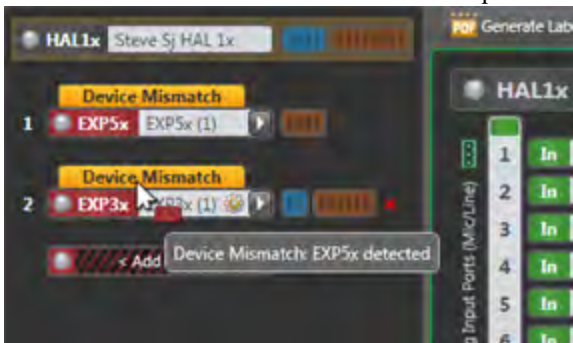 HAL1x Steve Sj HAL 1x
Device Mismatch
1 EXP5x EXP5x (1)
Device Mismatch
2 EXP3x (1)
< Add
Device Mismatch: EXP5x detected
PDF Generate Lab
HAL1x
g Input Ports (Mic/Line)
1 In
2 In
3 In
4 In
5 In
6 In